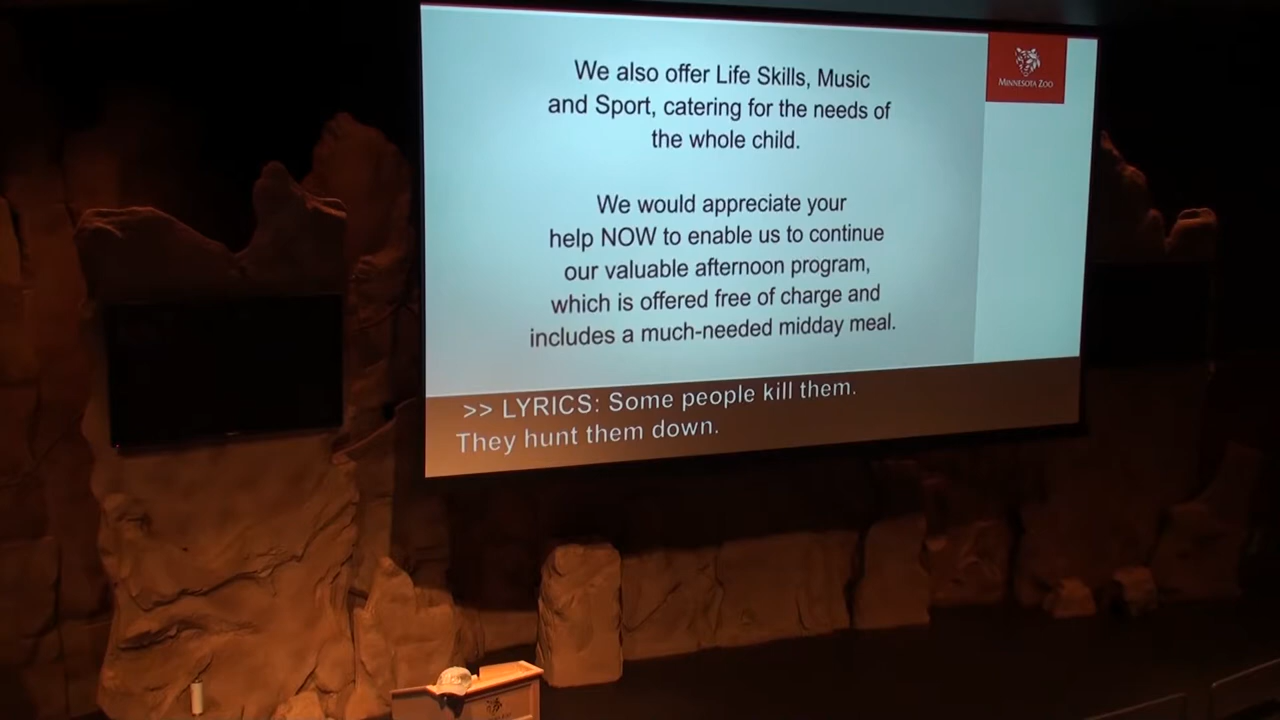 We also offer Life Skills, Music
and Sport, catering for the needs of
the whole child.
We would appreciate your
help NOW to enable us to continue
our valuable afternoon program,
which is offered free of charge and
includes a much-needed midday meal.
MINNESOTA ZOO
>> LYRICS: Some people kill them.
They hunt them down.